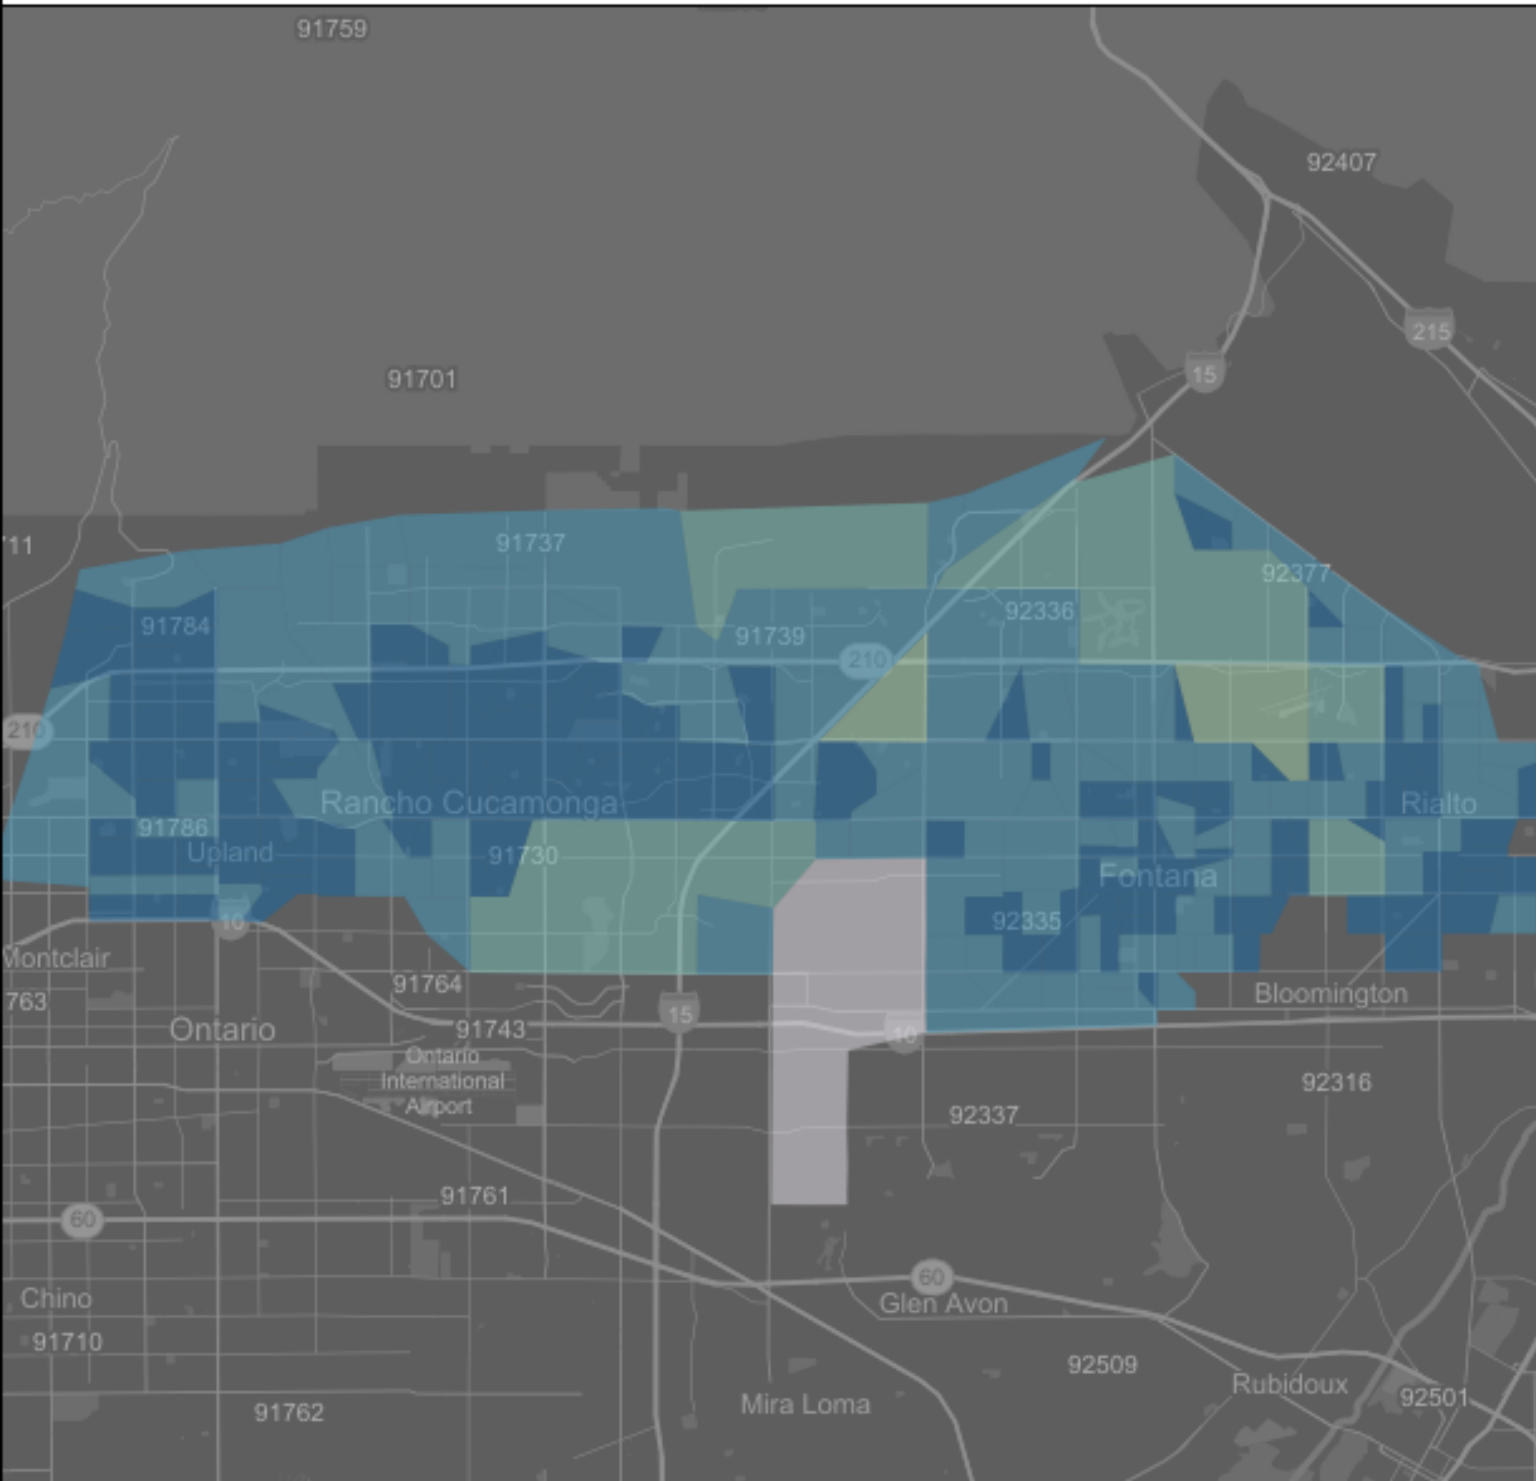 91759
92407
215
15
91701
91737
'11
92377
92336
91784
91739
210
210
Rancho Cucamonga
Rialto
91786
Upland
91730
Fontana
92335
10
Montclair
91764
Bloomington
763
15
Ontario
91743
10
Ontario
International
Airport
92316
92337
91761
60
60
Chino
Glen Avon
91710
92509
Rubidoux
92501
Mira Loma
91762